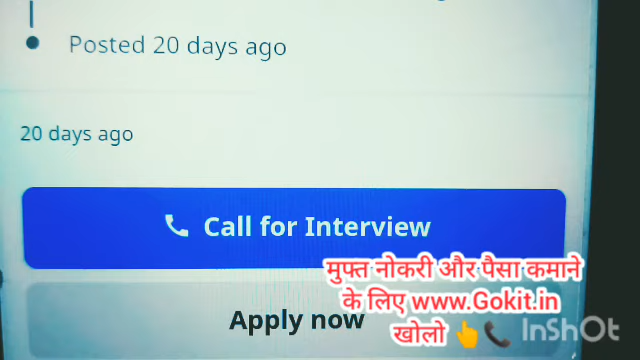 Posted 20 days ago
20 days ago
Call for Interview
मुफ्त नोकरी और पैसा कमाने
के लिए www.Gokit.in
खोलो 👆📞
Apply now
InShOt